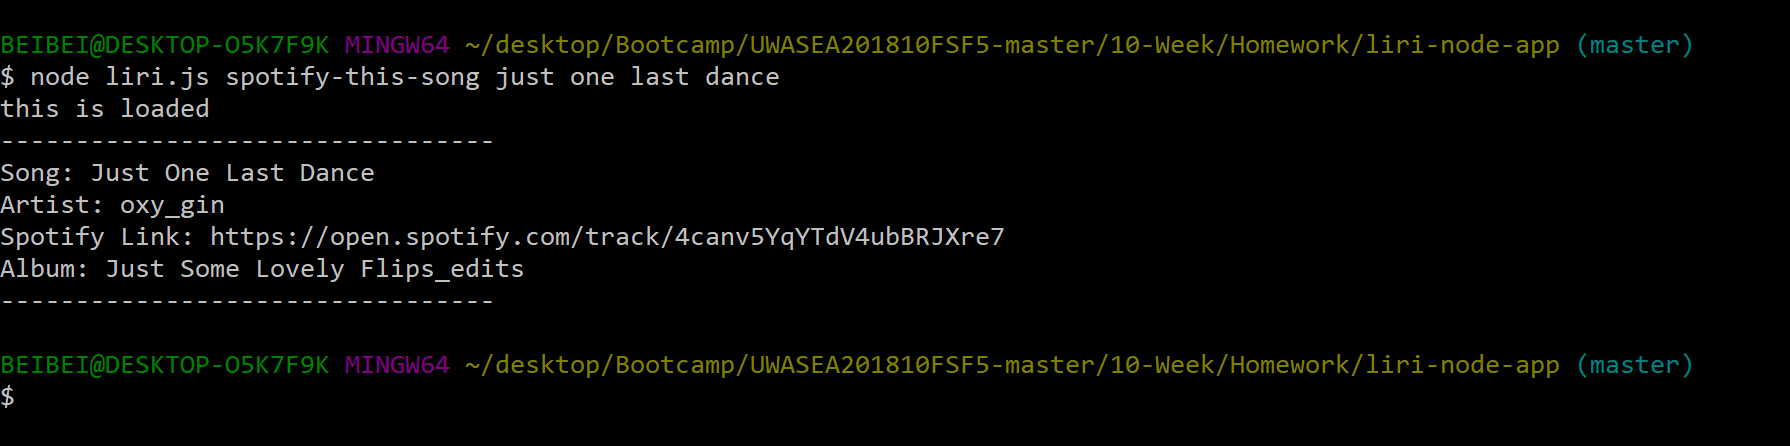 BEIBEI@DESKTOP-O5K7F9K MINGW64 ~/desktop/Bootcamp/UWASEA201810FSF5-master/10-Week/Homework/liri-node-app (master)
$ node liri.js spotify-this-song just one last dance
this is loaded
---------------------------------
Song: Just One Last Dance
Artist: oxy_gin
Spotify Link: https://open.spotify.com/track/4canv5YqYTdV4ubBRJXre7
Album: Just Some Lovely Flips_edits
---------------------------------
BEIBEI@DESKTOP-O5K7F9K MINGW64 ~/desktop/Bootcamp/UWASEA201810FSF5-master/10-Week/Homework/liri-node-app (master)
$